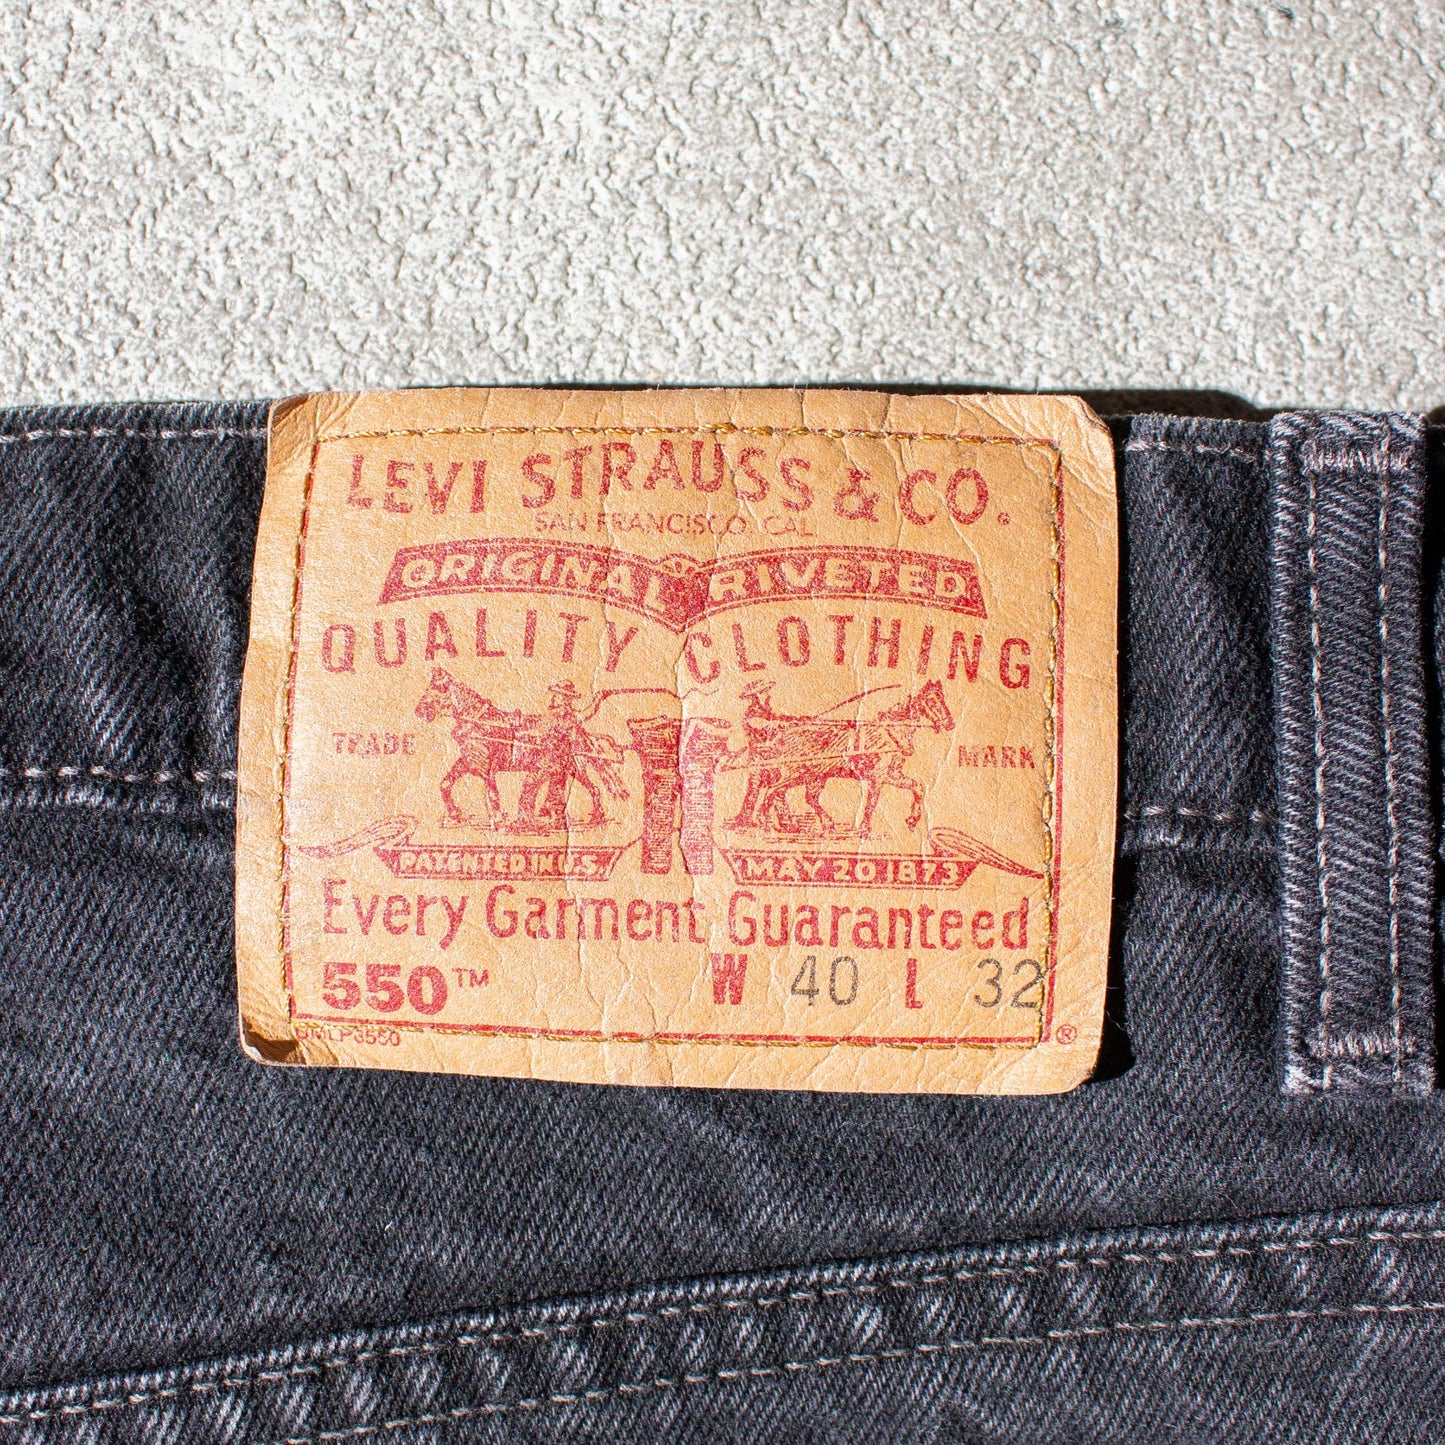 LEVI STRAUSS & CO.
SAN FRANCISCO, CAL
ORIGINAL RIVETED
QUALITY CLOTHING
TRADE MARK
PATENTED IN U.S. MAY 20 1873
Every Garment Guaranteed
550™ W 40 L 32
®